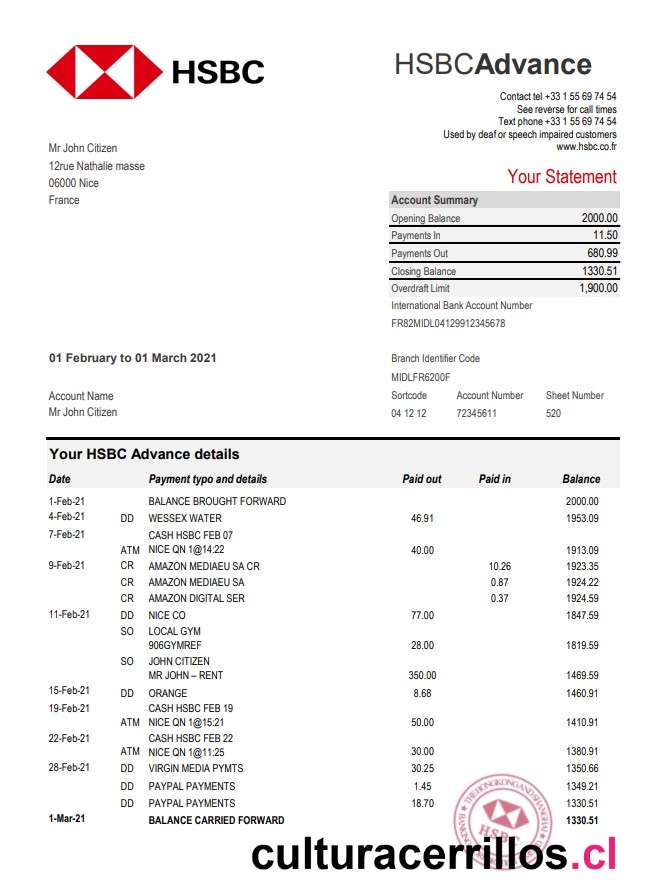 HSBC
HSBCAdvance
Contact tel +33 1 55 69 74 54
See reverse for call times
Text phone +33 1 55 69 74 54
Used by deaf or speech impaired customers
www.hsbc.co.fr
Mr John Citizen
12rue Nathalie masse
06000 Nice
France
Your Statement
Account Summary
Opening Balance 2000.00
Payments In 11.50
Payments Out 680.99
Closing Balance 1330.51
Overdraft Limit 1,900.00
International Bank Account Number
FR82MIDL04129912345678
01 February to 01 March 2021
Branch Identifier Code
MIDLFR6200F
Account Name
Mr John Citizen
Sortcode Account Number Sheet Number
04 12 12 72345611 520
Your HSBC Advance details
Date Payment typo and details Paid out Paid in Balance
1-Feb-21 BALANCE BROUGHT FORWARD 2000.00
4-Feb-21 DD WESSEX WATER 46.91 1953.09
7-Feb-21 CASH HSBC FEB 07
ATM NICE QN 1@14:22 40.00 1913.09
9-Feb-21 CR AMAZON MEDIAEU SA CR 10.26 1923.35
CR AMAZON MEDIAEU SA 0.87 1924.22
CR AMAZON DIGITAL SER 0.37 1924.59
11-Feb-21 DD NICE CO 77.00 1847.59
SO LOCAL GYM
906GYMREF 28.00 1819.59
SO JOHN CITIZEN
MR JOHN – RENT 350.00 1469.59
15-Feb-21 DD ORANGE 8.68 1460.91
19-Feb-21 CASH HSBC FEB 19
ATM NICE QN 1@15:21 50.00 1410.91
22-Feb-21 CASH HSBC FEB 22
ATM NICE QN 1@11:25 30.00 1380.91
28-Feb-21 DD VIRGIN MEDIA PYMTS 30.25 1350.66
DD PAYPAL PAYMENTS 1.45 1349.21
DD PAYPAL PAYMENTS 18.70 1330.51
1-Mar-21 BALANCE CARRIED FORWARD 1330.51
THE HONGKONG AND SHANGHAI
HSBC
culturacerrillos.cl